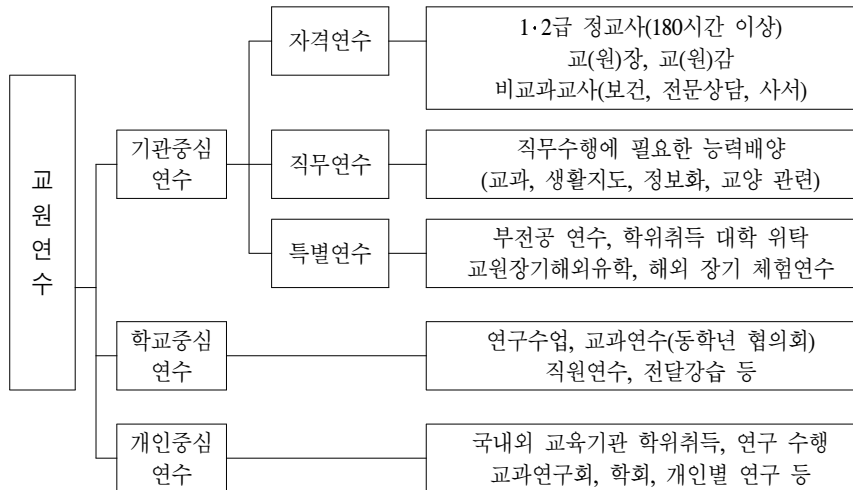 교원연수
기관중심
연수
자격연수
1·2급 정교사(180시간 이상)
교(원)장, 교(원)감
비교과교사(보건, 전문상담, 사서)
직무연수
직무수행에 필요한 능력배양
(교과, 생활지도, 정보화, 교양 관련)
특별연수
부전공 연수, 학위취득 대학 위탁
교원장기해외유학, 해외 장기 체험연수
학교중심
연수
연구수업, 교과연수(동학년 협의회)
직원연수, 전달강습 등
개인중심
연수
국내외 교육기관 학위취득, 연구 수행
교과연구회, 학회, 개인별 연구 등